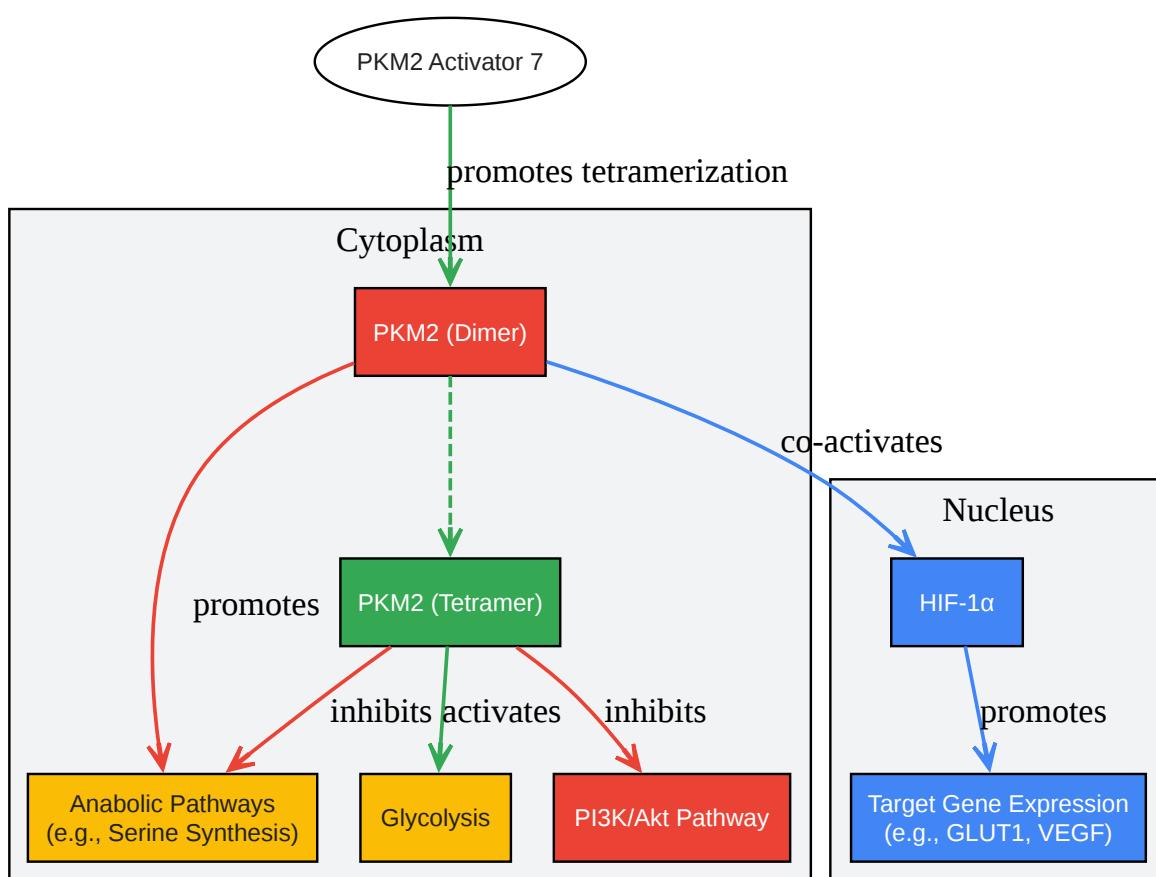 PKM2 Activator 7
promotes tetramerization
Cytoplasm
PKM2 (Dimer)
co-activates
Nucleus
promotes
PKM2 (Tetramer)
HIF-1α
inhibits
activates
inhibits
promotes
Anabolic Pathways
(e.g., Serine Synthesis)
Glycolysis
PI3K/Akt Pathway
Target Gene Expression
(e.g., GLUT1, VEGF)